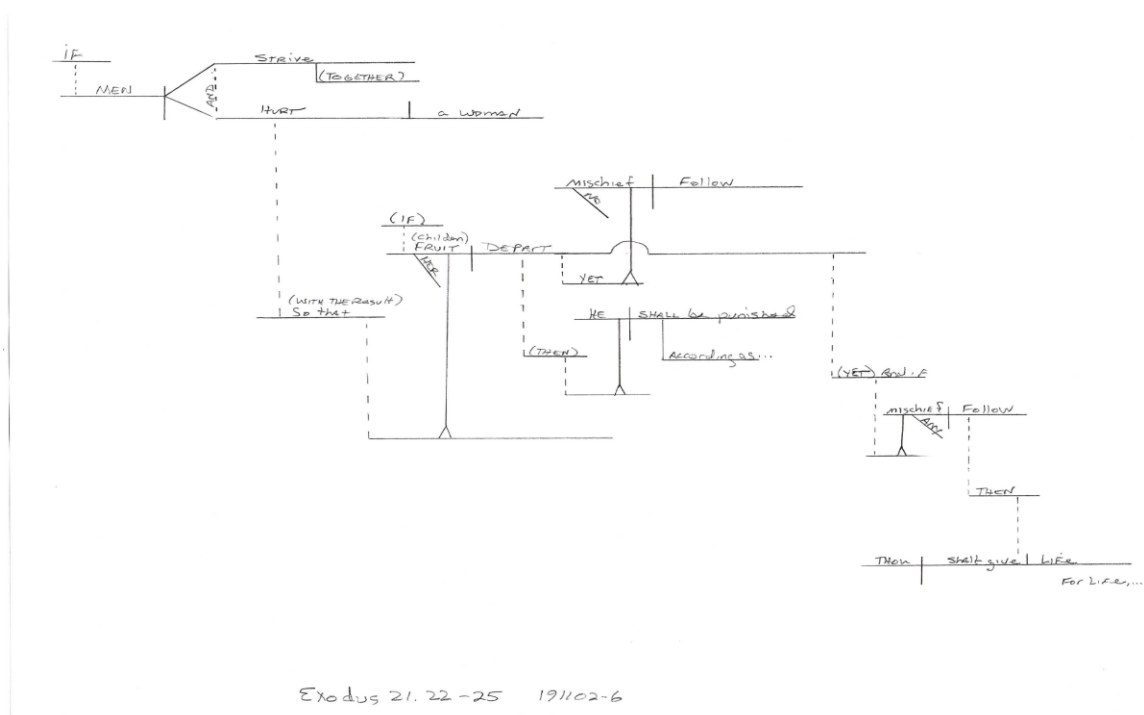 IF
STRIVE
(TOGETHER)
MEN
AND
HURT
a WOMAN
Mischief
Follow
NO
(IF)
(Children)
FRUIT
DEPART
HER
YET
(WITH THE RESULT)
So that
HE
SHALL be punished
(THEN)
According as...
(YET) And if
mischief
Follow
ANY
THEN
THOU
shalt give
LIFE
For LiFe,...
Exodus 21.22-25 191102-6